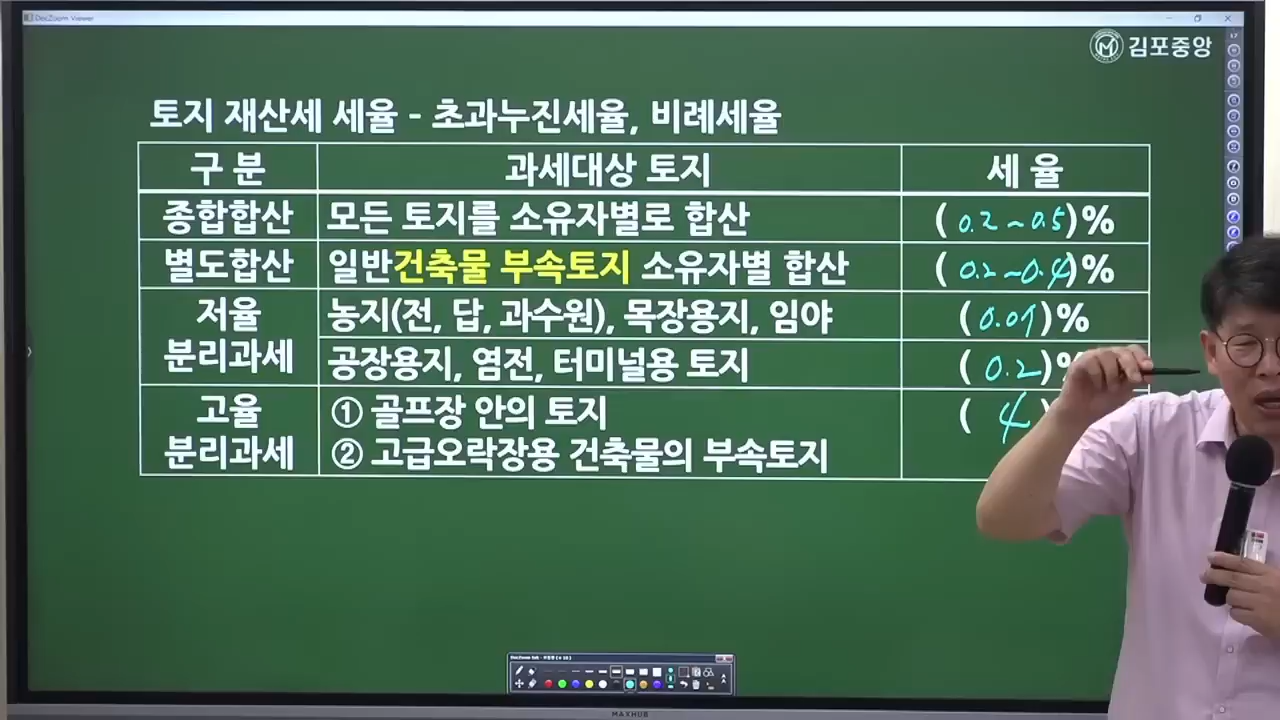 DocZoom Viewer
김포중앙
토지 재산세 세율 - 초과누진세율, 비례세율
구 분 과세대상 토지 세 율
종합합산 모든 토지를 소유자별로 합산 ( 0.2 ~ 0.5 )%
별도합산 일반건축물 부속토지 소유자별 합산 ( 0.2 ~ 0.4 )%
저율 분리과세 농지(전, 답, 과수원), 목장용지, 임야 ( 0.07 )%
공장용지, 염전, 터미널용 토지 ( 0.2 )%
고율 분리과세 ① 골프장 안의 토지 ( 4
② 고급오락장용 건축물의 부속토지
MAXHUB